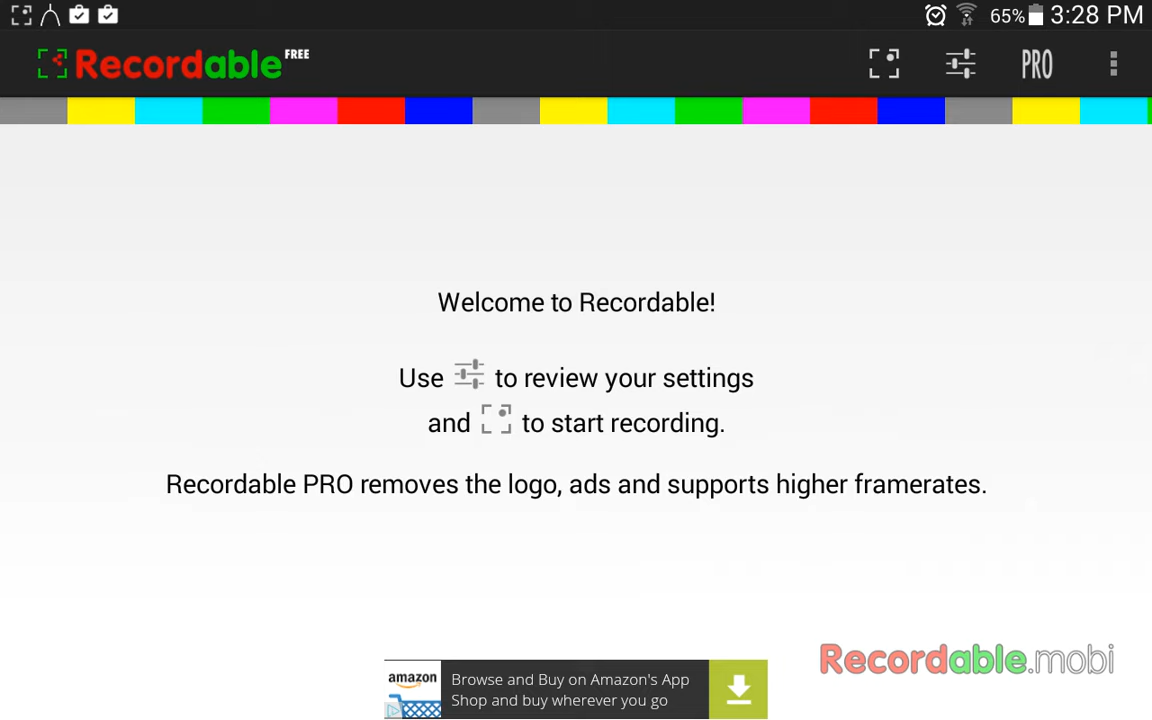 65% 3:28 PM
Recordable FREE
PRO
Welcome to Recordable!
Use to review your settings
and to start recording.
Recordable PRO removes the logo, ads and supports higher framerates.
Recordable.mobi
amazon
Browse and Buy on Amazon's App
Shop and buy wherever you go